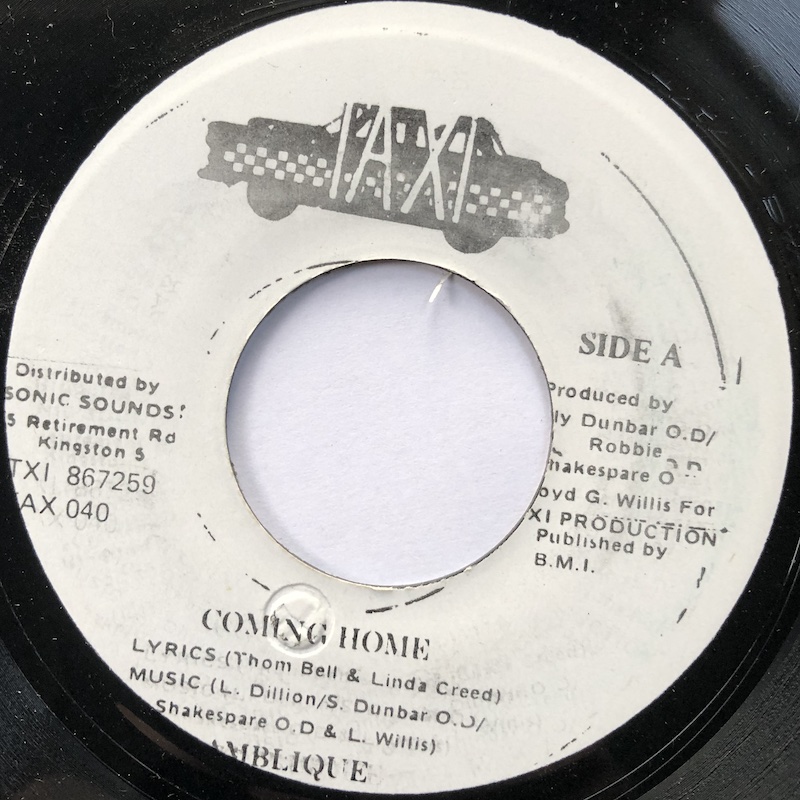 TAXI
SIDE A
Distributed by
SONIC SOUNDS
5 Retirement Rd
Kingston 5
TXI 867259
TAX 040
Produced by
ly Dunbar O.D/
Robbie
hakespare O
oyd G. Willis For
XI PRODUCTION
Published by
B.M.I.
COMING HOME
LYRICS (Thom Bell & Linda Creed)
MUSIC (L. Dillion/S. Dunbar O.D/
Shakespare O.D & L. Willis)
AMBLIQUE